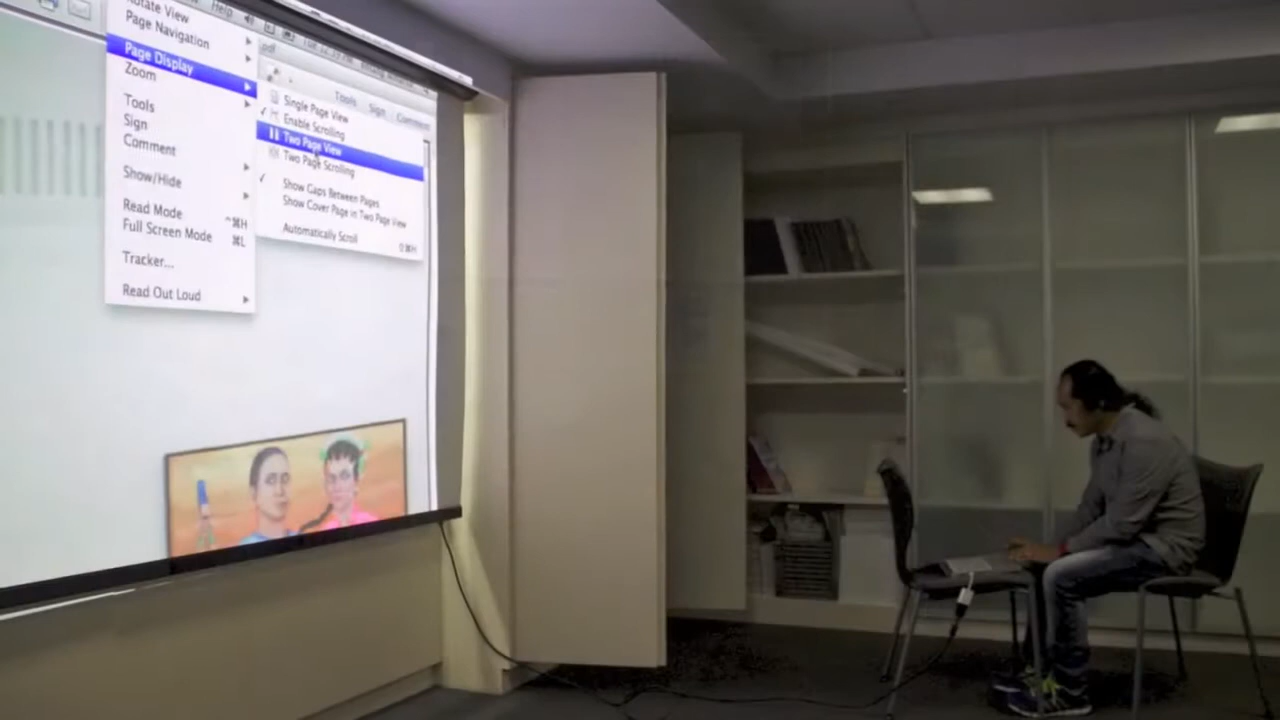 Help
Rotate View
Page Navigation
Page Display
Zoom
Tools
Sign
Comment
Show/Hide
Read Mode ^⌘H
Full Screen Mode ⌘L
Tracker...
Read Out Loud
.pdf
Tools Sign Comment
Single Page View
✓ Enable Scrolling
Two Page View
Two Page Scrolling
✓ Show Gaps Between Pages
Show Cover Page in Two Page View
Automatically Scroll ⇧⌘H